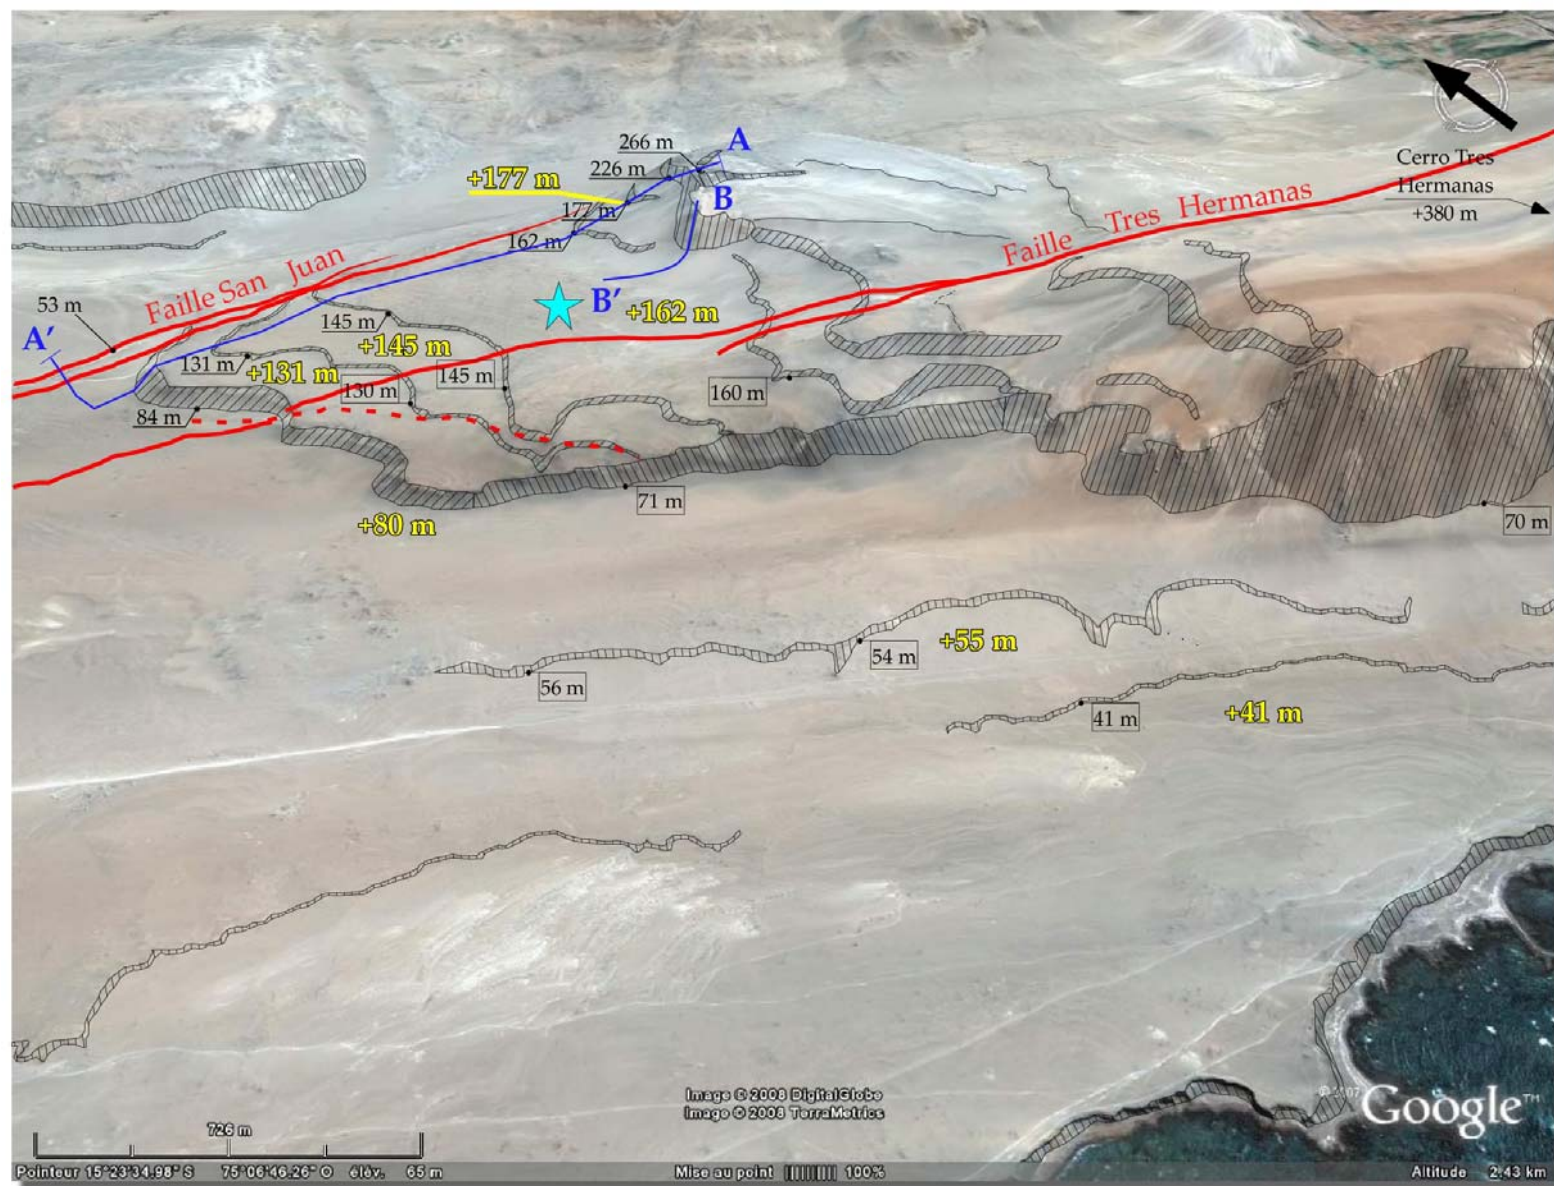 266 m
A
226 m
+177 m
B
177 m
162 m
Cerro Tres
Hermanas
+380 m
Faille Tres Hermanas
Faille San Juan
53 m
B'
+162 m
A'
145 m
+145 m
131 m
+131 m
130 m
145 m
160 m
84 m
71 m
70 m
+80 m
+55 m
54 m
56 m
41 m
+41 m
Image © 2008 DigitalGlobe
Image © 2008 TerraMetrics
Google™
726 m
Pointeur 15°23'34.98" S 75°06'46.26" O élév. 65 m
Mise au point |||||||||| 100%
Altitude 2.43 km